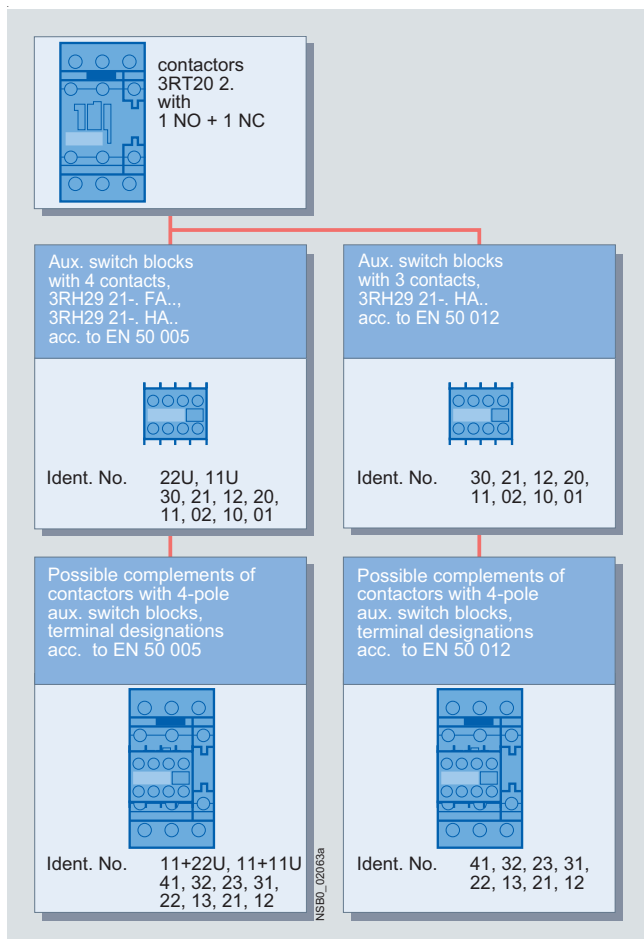 contactors
3RT20 2.
with
1 NO + 1 NC
Aux. switch blocks
with 4 contacts,
3RH29 21-. FA..,
3RH29 21-. HA..
acc. to EN 50 005
Ident. No. 22U, 11U
30, 21, 12, 20,
11, 02, 10, 01
Aux. switch blocks
with 3 contacts,
3RH29 21-. HA..
acc. to EN 50 012
Ident. No. 30, 21, 12, 20,
11, 02, 10, 01
Possible complements of
contactors with 4-pole
aux. switch blocks,
terminal designations
acc. to EN 50 005
Ident. No. 11+22U, 11+11U
41, 32, 23, 31,
22, 13, 21, 12
Possible complements of
contactors with 4-pole
aux. switch blocks,
terminal designations
acc. to EN 50 012
Ident. No. 41, 32, 23, 31,
22, 13, 21, 12
NSB0_02063a